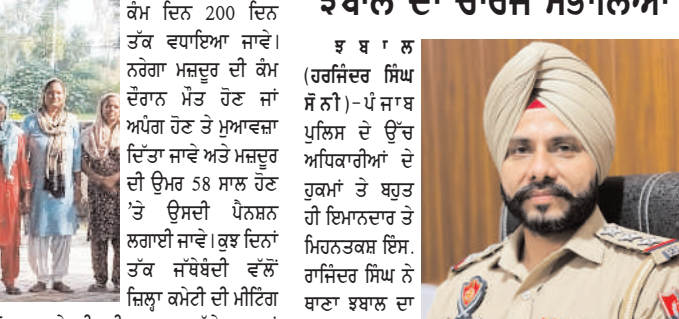 ਕੰਮ ਦਿਨ 200 ਦਿਨ
ਤੱਕ ਵਧਾਇਆ ਜਾਵੇ।
ਨਰੇਗਾ ਮਜ਼ਦੂਰ ਦੀ ਕੰਮ
ਦੌਰਾਨ ਮੌਤ ਹੋਣ ਜਾਂ
ਅਪੰਗ ਹੋਣ ਤੇ ਮੁਆਵਜ਼ਾ
ਦਿੱਤਾ ਜਾਵੇ ਅਤੇ ਮਜ਼ਦੂਰ
ਦੀ ਉਮਰ 58 ਸਾਲ ਹੋਣ
'ਤੇ ਉਸਦੀ ਪੈਨਸ਼ਨ
ਲਗਾਈ ਜਾਵੇ।ਕੁਝ ਦਿਨਾਂ
ਤੱਕ ਜੱਥੇਬੰਦੀ ਵੱਲੋਂ
ਜ਼ਿਲ੍ਹਾ ਕਮੇਟੀ ਦੀ ਮੀਟਿੰਗ
ਝਬਾਲ ਦਾ ਚਾਰਜ ਸੰਭਾਲਿਆ
ਝਬਾਲ
(ਹਰਜਿੰਦਰ ਸਿੰਘ
ਸੋਨੀ)-ਪੰਜਾਬ
ਪੁਲਿਸ ਦੇ ਉੱਚ
ਅਧਿਕਾਰੀਆਂ ਦੇ
ਹੁਕਮਾਂ ਤੇ ਬਹੁਤ
ਹੀ ਇਮਾਨਦਾਰ ਤੇ
ਮਿਹਨਤਕਸ਼ ਇੰਸ.
ਰਾਜਿੰਦਰ ਸਿੰਘ ਨੇ
ਥਾਣਾ ਝਬਾਲ ਦਾ